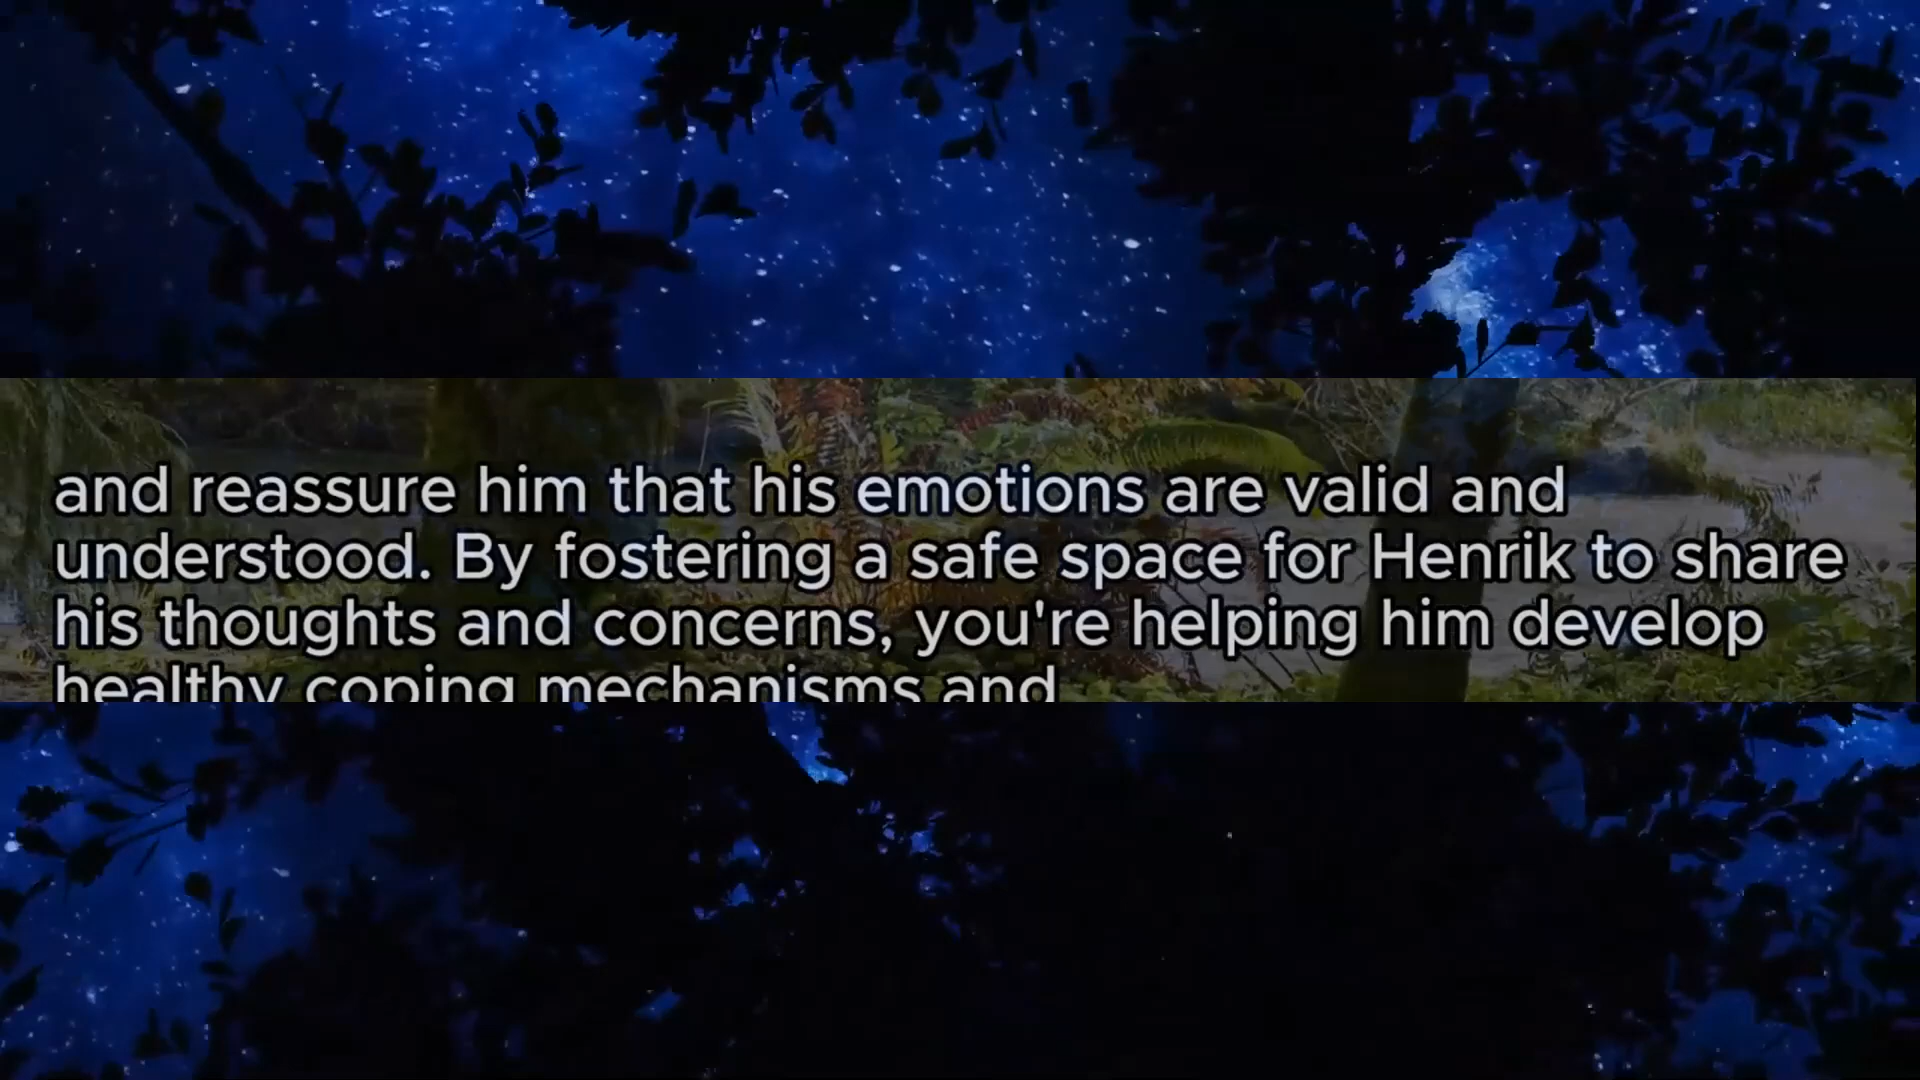 and reassure him that his emotions are valid and
understood. By fostering a safe space for Henrik to share
his thoughts and concerns, you're helping him develop
healthy coping mechanisms and